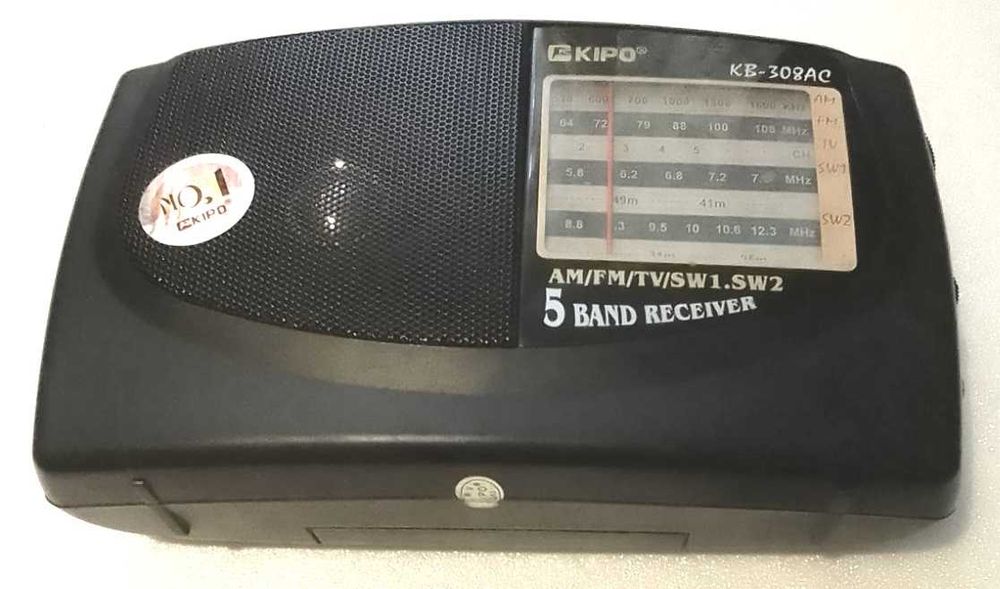 KIPO®
KB-308AC
600 700 1000 1300 1600 KHz AM
64 72 79 88 100 108 MHz FM
2 3 4 5 CH TV
5.8 6.2 6.8 7.2 MHz SW1
49m 41m
8.8 9.5 10 10.6 12.3 MHz SW2
AM/FM/TV/SW1.SW2
5 BAND RECEIVER
NO.1
KIPO®